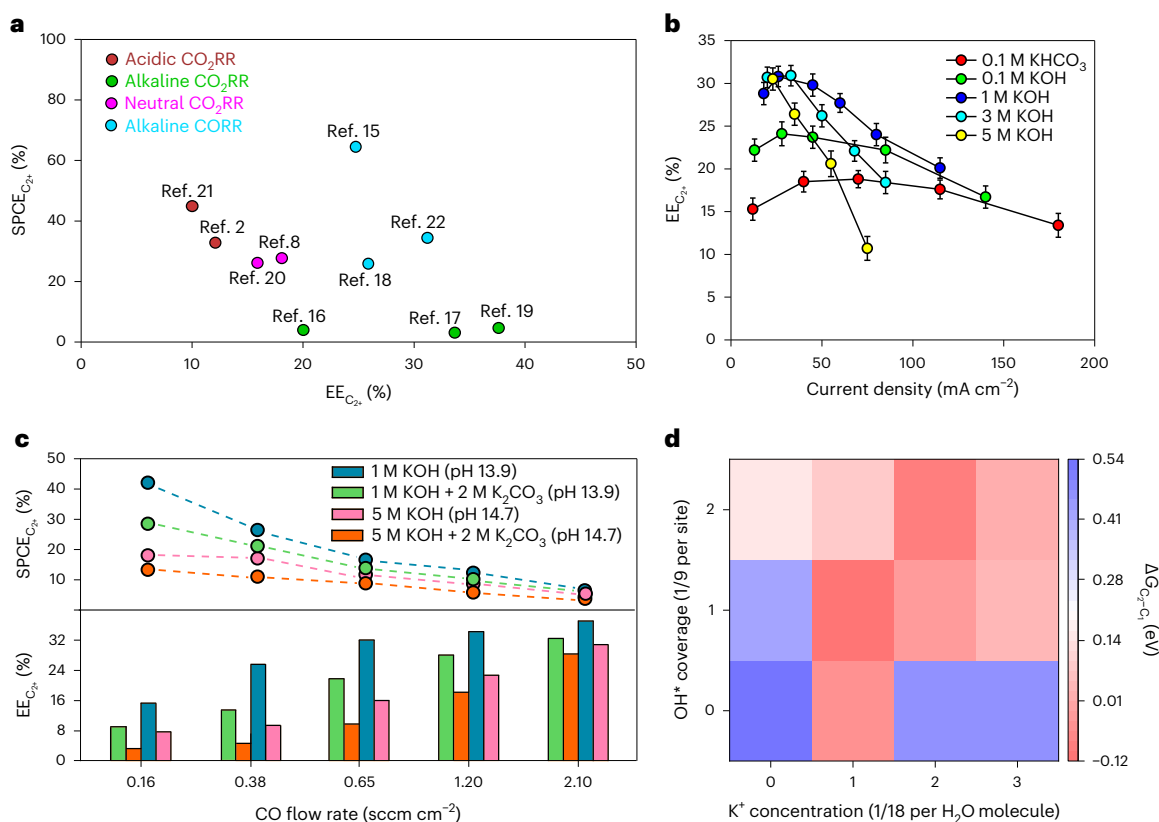 a
100
80
60
40
20
0
SPCE_C₂₊ (%)
Acidic CO₂RR
Alkaline CO₂RR
Neutral CO₂RR
Alkaline CORR
Ref. 15
Ref. 21
Ref. 2
Ref.8
Ref. 22
Ref. 20
Ref. 18
Ref. 16
Ref. 17
Ref. 19
0 10 20 30 40 50
EE_C₂₊ (%)
b
35
30
25
20
15
10
5
0
EE_C₂₊ (%)
0.1 M KHCO₃
0.1 M KOH
1 M KOH
3 M KOH
5 M KOH
0 50 100 150 200
Current density (mA cm⁻²)
c
50
40
30
20
10
SPCE_C₂₊ (%)
1 M KOH (pH 13.9)
1 M KOH + 2 M K₂CO₃ (pH 13.9)
5 M KOH (pH 14.7)
5 M KOH + 2 M K₂CO₃ (pH 14.7)
32
24
16
8
0
EE_C₂₊ (%)
0.16 0.38 0.65 1.20 2.10
CO flow rate (sccm cm⁻²)
d
2
1
0
OH* coverage (1/9 per site)
0 1 2 3
K⁺ concentration (1/18 per H₂O molecule)
0.54
0.41
0.28
0.14
0.01
−0.12
ΔG_C₂−C₁ (eV)